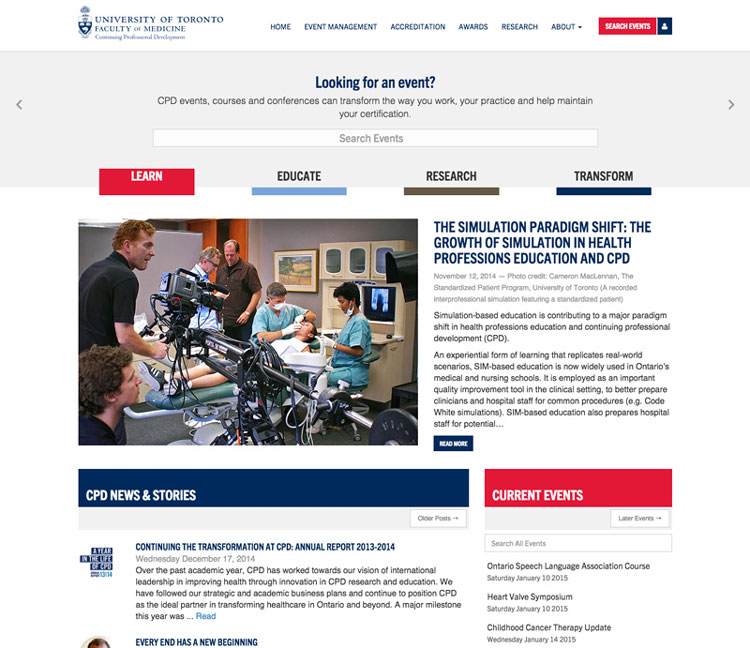 UNIVERSITY OF TORONTO
FACULTY OF MEDICINE
Continuing Professional Development
HOME
EVENT MANAGEMENT
ACCREDITATION
AWARDS
RESEARCH
ABOUT
SEARCH EVENTS
Looking for an event?
CPD events, courses and conferences can transform the way you work, your practice and help maintain
your certification.
Search Events
LEARN
EDUCATE
RESEARCH
TRANSFORM
THE SIMULATION PARADIGM SHIFT: THE
GROWTH OF SIMULATION IN HEALTH
PROFESSIONS EDUCATION AND CPD
November 12, 2014 — Photo credit: Cameron MacLennan, The
Standardized Patient Program, University of Toronto (A recorded
interprofessional simulation featuring a standardized patient)
Simulation-based education is contributing to a major paradigm
shift in health professions education and continuing professional
development (CPD).
An experiential form of learning that replicates real-world
scenarios, SIM-based education is now widely used in Ontario's
medical and nursing schools. It is employed as an important
quality improvement tool in the clinical setting, to better prepare
clinicians and hospital staff for common procedures (e.g. Code
White simulations). SIM-based education also prepares hospital
staff for potential…
READ MORE
CPD NEWS & STORIES
Older Posts →
A YEAR
IN THE LIFE
OF CPD
13|14
CONTINUING THE TRANSFORMATION AT CPD: ANNUAL REPORT 2013-2014
Wednesday December 17, 2014
Over the past academic year, CPD has worked towards our vision of international
leadership in improving health through innovation in CPD research and education. We
have followed our strategic and academic business plans and continue to position CPD
as the ideal partner in transforming healthcare in Ontario and beyond. A major milestone
this year was ... Read
EVERY END HAS A NEW BEGINNING
CURRENT EVENTS
Later Events →
Search All Events
Ontario Speech Language Association Course
Saturday January 10 2015
Heart Valve Symposium
Saturday January 10 2015
Childhood Cancer Therapy Update
Wednesday January 14 2015